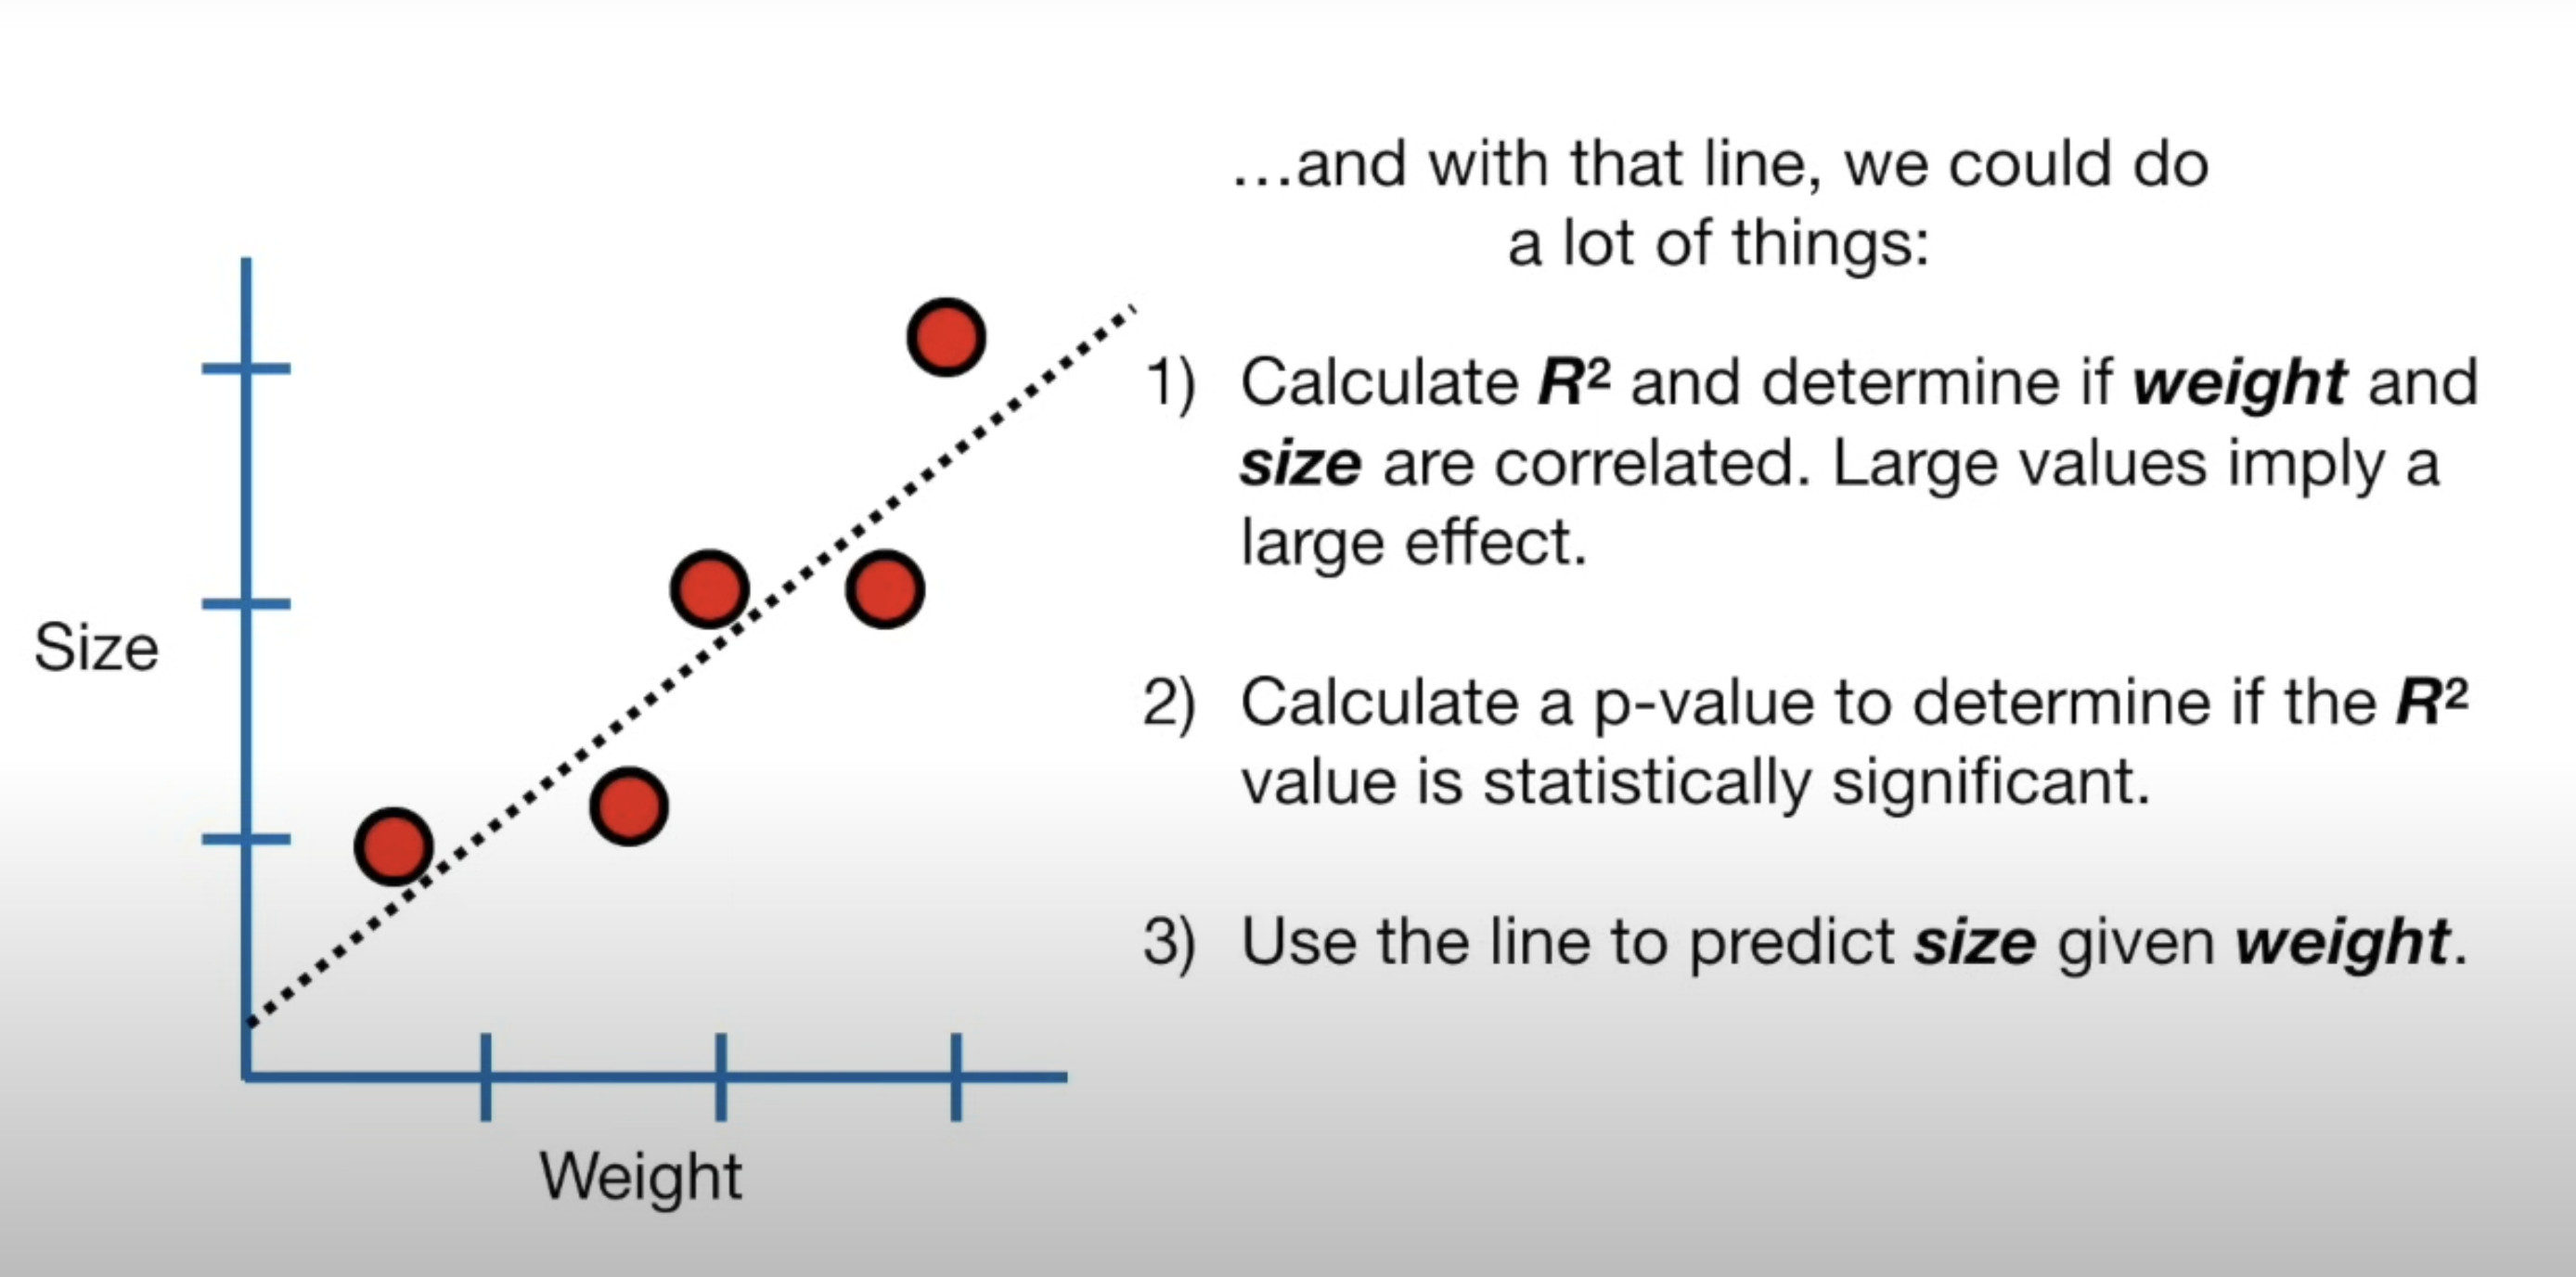 …and with that line, we could do
a lot of things:
1) Calculate R² and determine if weight and
size are correlated. Large values imply a
large effect.
2) Calculate a p-value to determine if the R²
value is statistically significant.
3) Use the line to predict size given weight.
Size
Weight